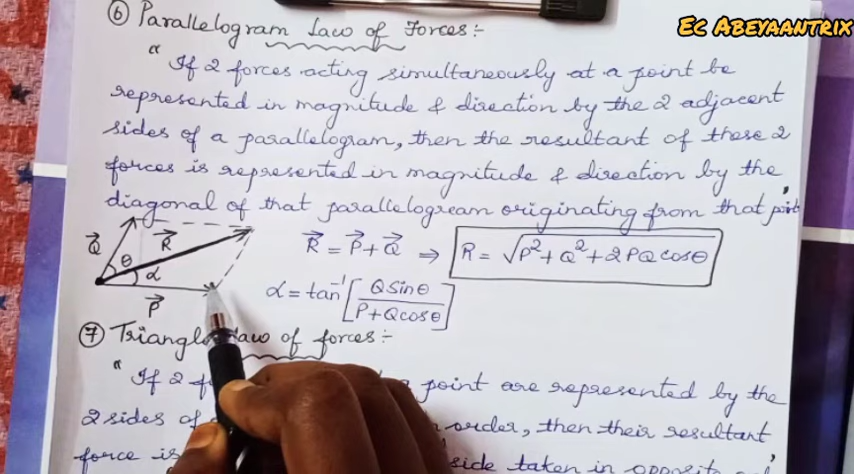 Ec Abeyaantrix
⑥ Parallelogram Law of Forces:-
" If 2 forces acting simultaneously at a point be
represented in magnitude & direction by the 2 adjacent
sides of a parallelogram, then the resultant of these 2
forces is represented in magnitude & direction by the
diagonal of that parallelogream originating from that point
Q⃗ R⃗ θ α P⃗
R⃗ = P⃗ + Q⃗ ⇒ R = √P²+Q²+2PQcosθ
α = tan⁻¹[Qsinθ / P+Qcosθ]
⑦ Triangle Law of forces:-
" If 2 point are represented by the
2 sides of order, then their resultant
force is side taken in opposite